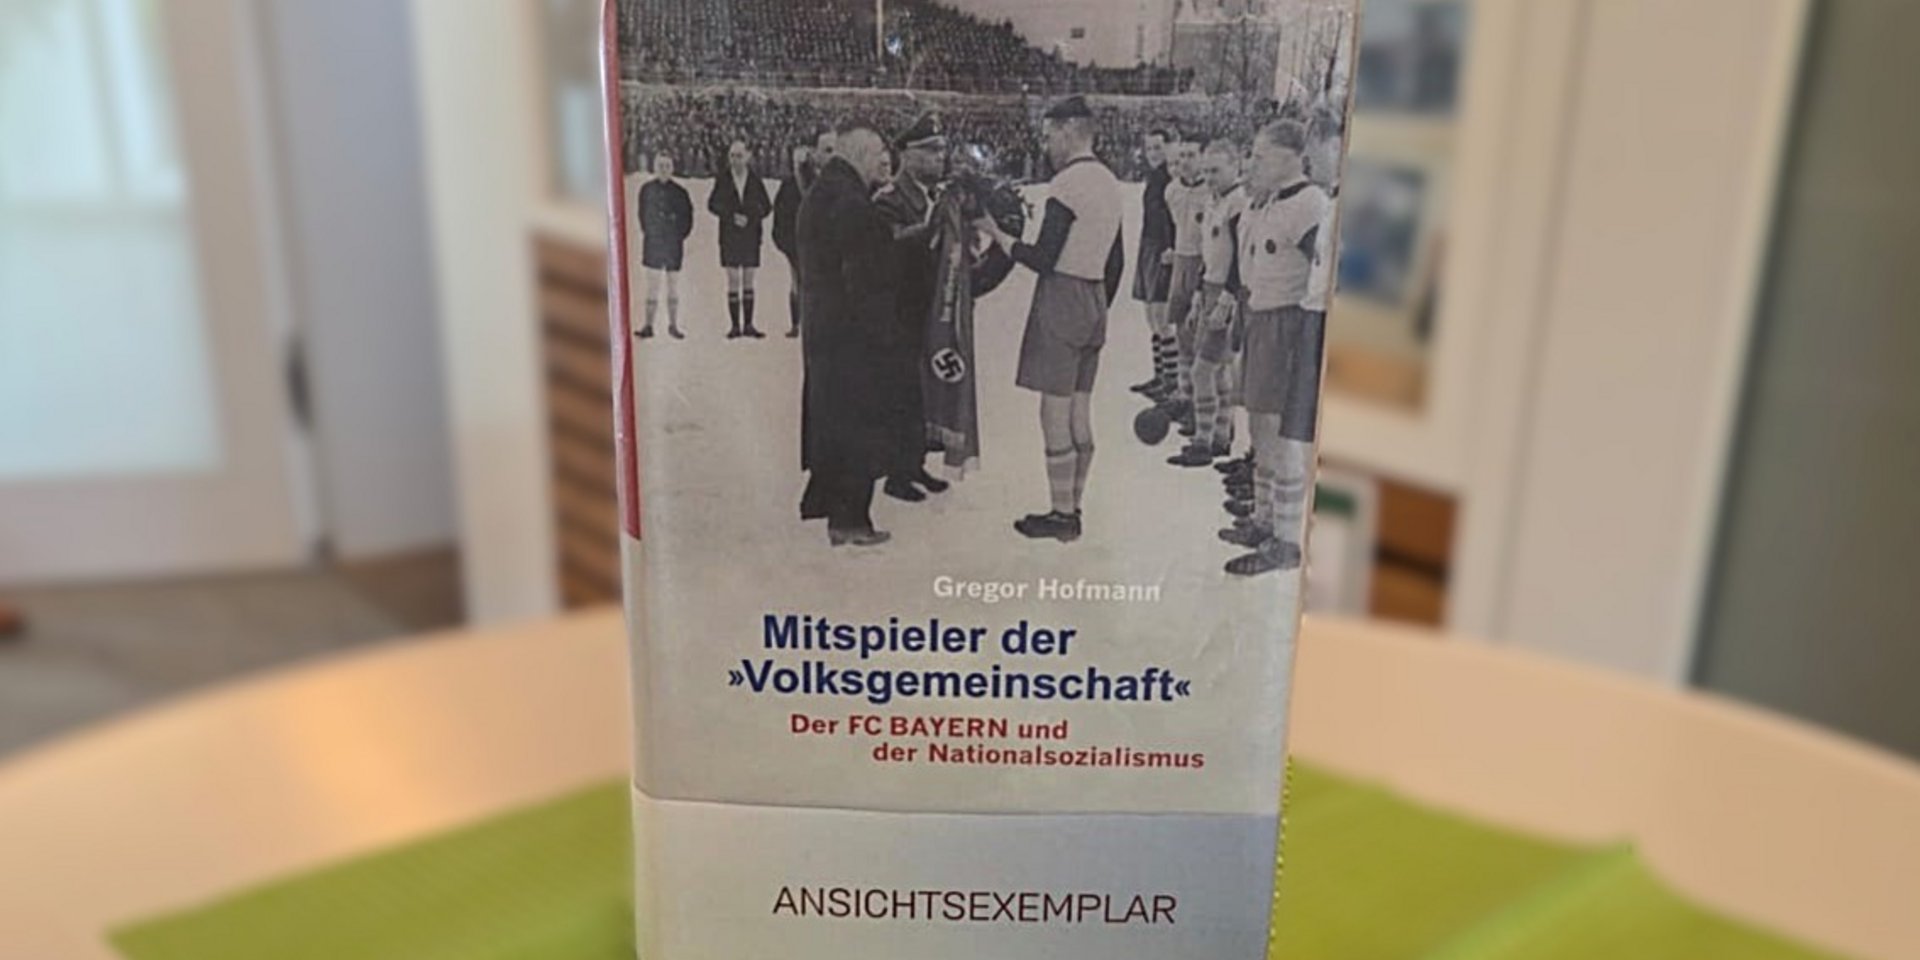 Gregor Hofmann
Mitspieler der
»Volksgemeinschaft«
Der FC BAYERN und
der Nationalsozialismus
ANSICHTSEXEMPLAR